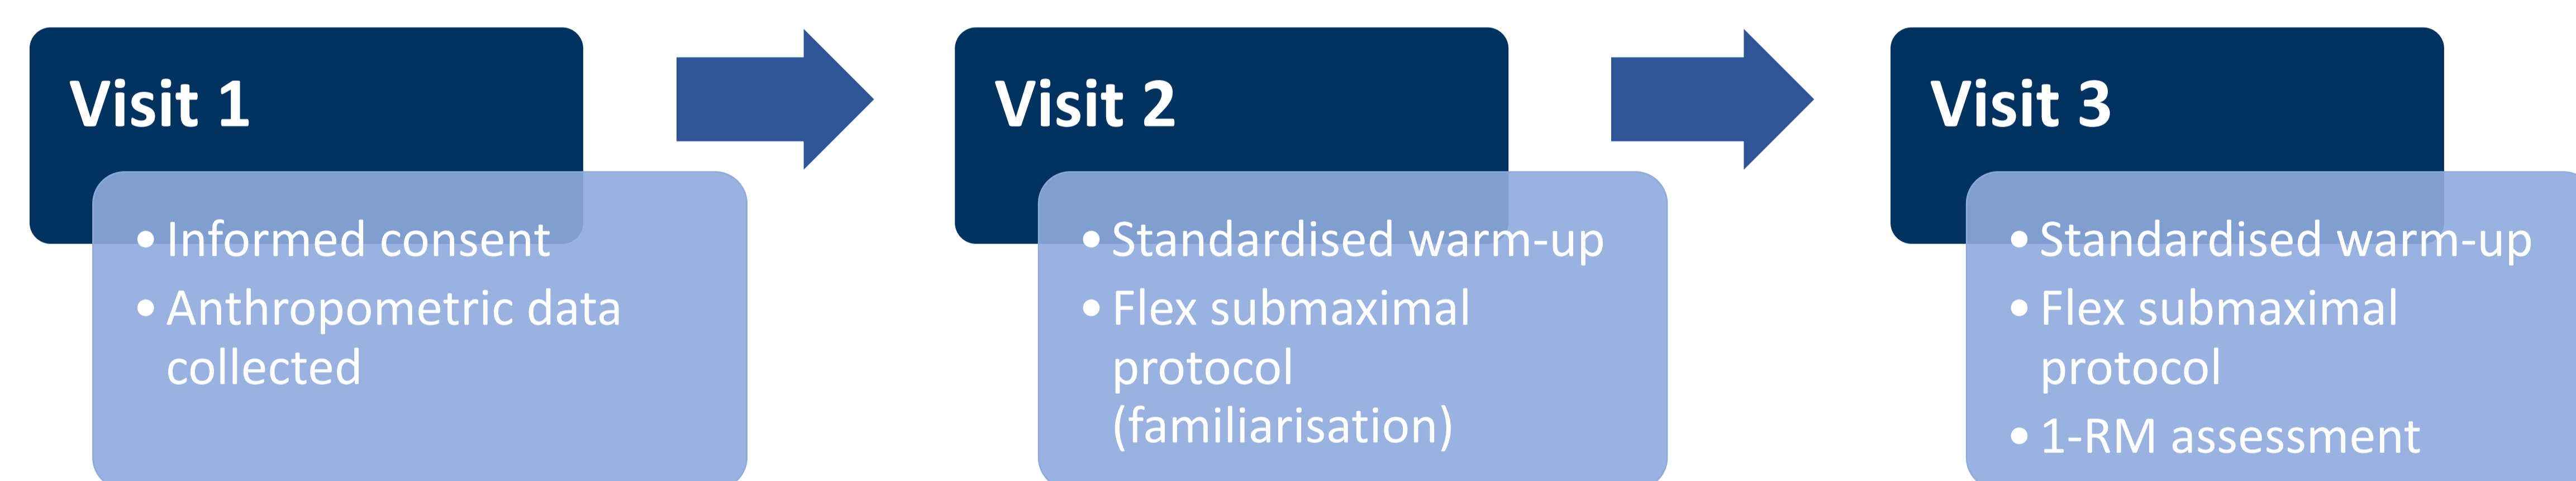 Visit 1
• Informed consent
• Anthropometric data
collected
Visit 2
• Standardised warm-up
• Flex submaximal
protocol
(familiarisation)
Visit 3
• Standardised warm-up
• Flex submaximal
protocol
• 1-RM assessment